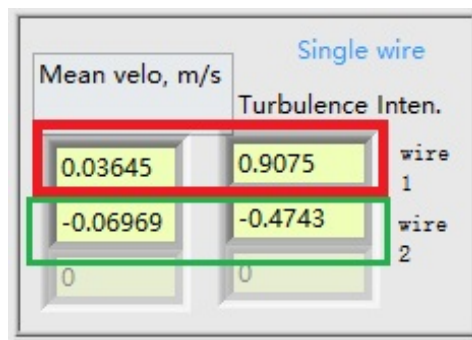 Single wire
Mean velo, m/s
Turbulence Inten.
0.03645 0.9075 wire 1
-0.06969 -0.4743 wire 2
0 0